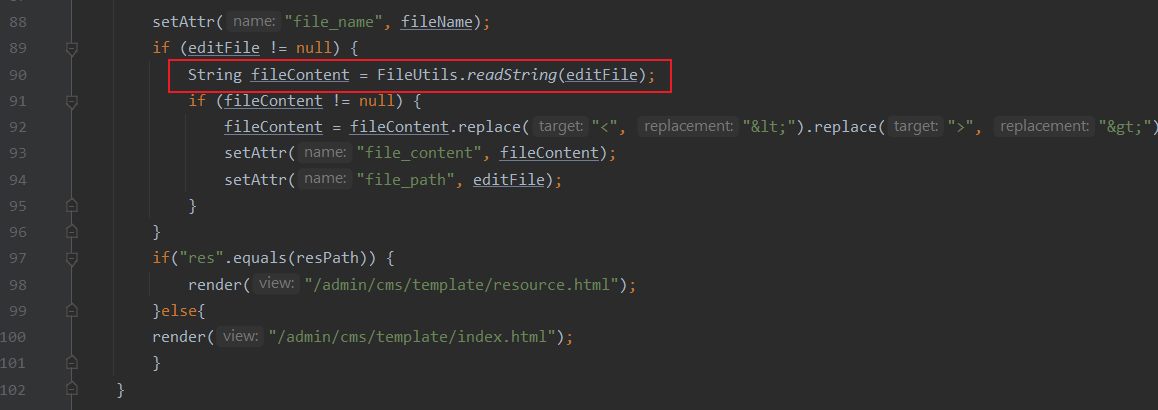 88 setAttr( name: "file_name", fileName);
89 if (editFile != null) {
90 String fileContent = FileUtils.readString(editFile);
91 if (fileContent != null) {
92 fileContent = fileContent.replace( target: "<", replacement: "&lt;").replace( target: ">", replacement: "&gt;")
93 setAttr( name: "file_content", fileContent);
94 setAttr( name: "file_path", editFile);
95 }
96 }
97 if("res".equals(resPath)) {
98 render( view: "/admin/cms/template/resource.html");
99 }else{
100 render( view: "/admin/cms/template/index.html");
101 }
102 }